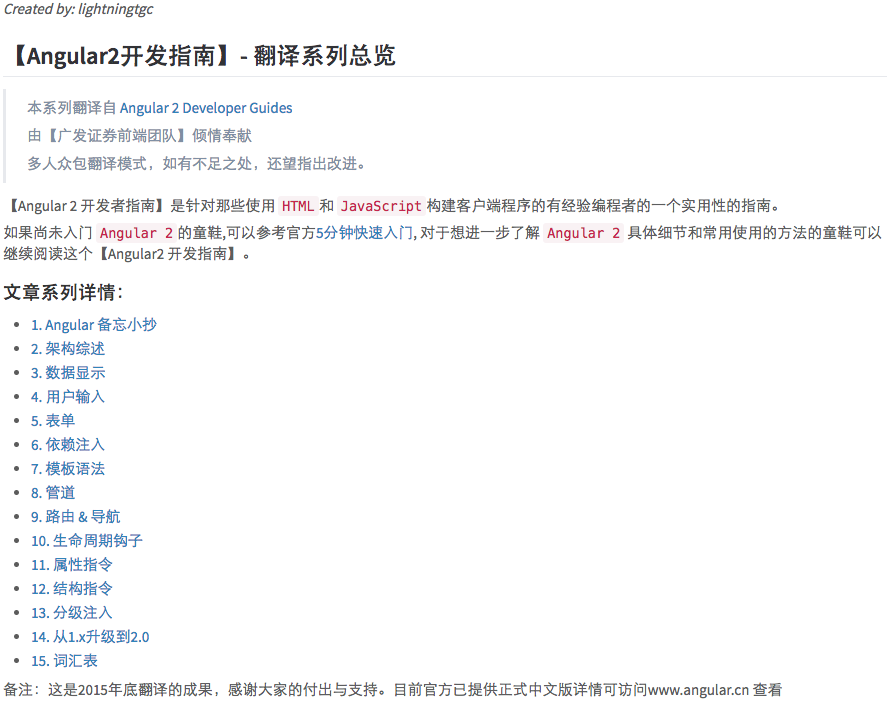 Created by: lightningtgc
【Angular2开发指南】- 翻译系列总览
本系列翻译自 Angular 2 Developer Guides
由【广发证券前端团队】倾情奉献
多人众包翻译模式，如有不足之处，还望指出改进。
【Angular 2 开发者指南】是针对那些使用 HTML 和 JavaScript 构建客户端程序的有经验编程者的一个实用性的指南。
如果尚未入门 Angular 2 的童鞋,可以参考官方5分钟快速入门, 对于想进一步了解 Angular 2 具体细节和常用使用的方法的童鞋可以
继续阅读这个【Angular2 开发指南】。
文章系列详情：
1. Angular 备忘小抄
2. 架构综述
3. 数据显示
4. 用户输入
5. 表单
6. 依赖注入
7. 模板语法
8. 管道
9. 路由 & 导航
10. 生命周期钩子
11. 属性指令
12. 结构指令
13. 分级注入
14. 从1.x升级到2.0
15. 词汇表
备注：这是2015年底翻译的成果，感谢大家的付出与支持。目前官方已提供正式中文版详情可访问www.angular.cn 查看